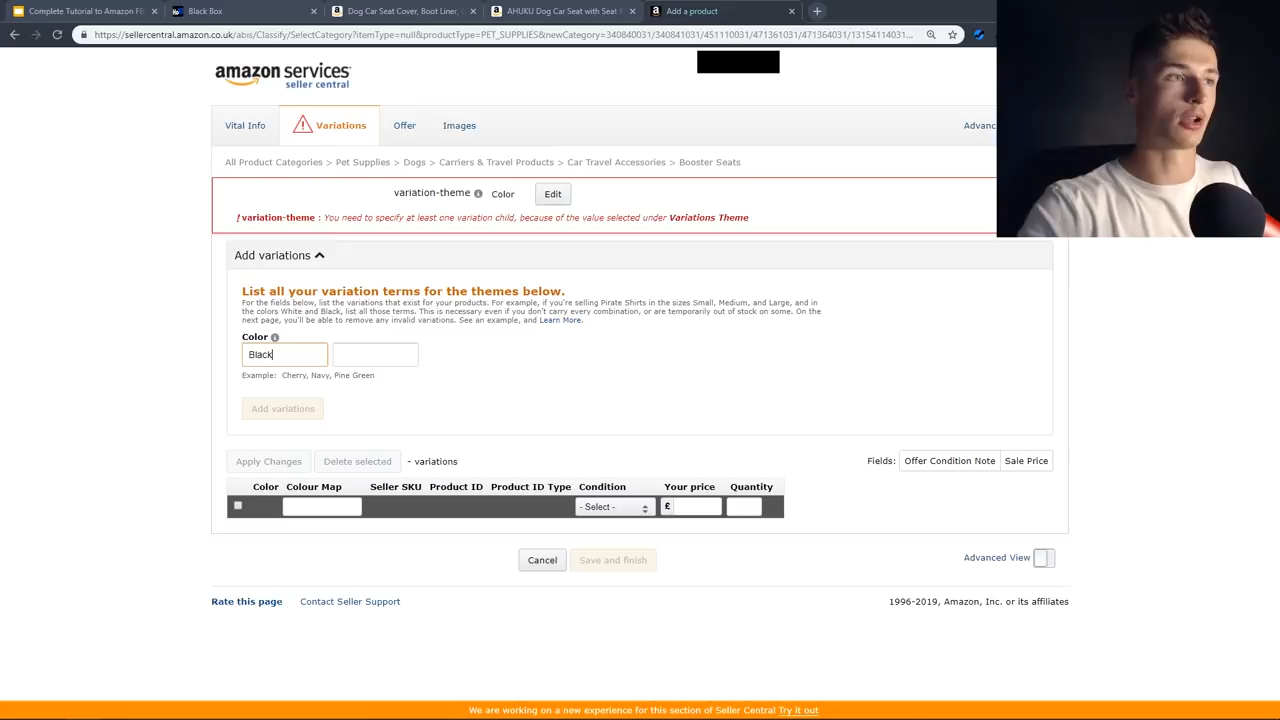 Complete Tutorial to Amazon FB
Black Box
Dog Car Seat Cover, Boot Liner,
AHUKU Dog Car Seat with Seat
Add a product
https://sellercentral.amazon.co.uk/abis/Classify/SelectCategory?itemType=null&productType=PET_SUPPLIES&newCategory=340840031/340841031/451110031/471361031/471364031/13154114031...
amazon services
seller central
Vital Info
Variations
Offer
Images
Advanc
All Product Categories > Pet Supplies > Dogs > Carriers & Travel Products > Car Travel Accessories > Booster Seats
variation-theme Color Edit
! variation-theme : You need to specify at least one variation child, because of the value selected under Variations Theme
Add variations
List all your variation terms for the themes below.
For the fields below, list the variations that exist for your products. For example, if you're selling Pirate Shirts in the sizes Small, Medium, and Large, and in
the colors White and Black, list all those terms. This is necessary even if you don't carry every combination, or are temporarily out of stock on some. On the
next page, you'll be able to remove any invalid variations. See an example, and Learn More.
Color
Black
Example: Cherry, Navy, Pine Green
Add variations
Apply Changes Delete selected - variations Fields: Offer Condition Note Sale Price
Color Colour Map Seller SKU Product ID Product ID Type Condition Your price Quantity
- Select - £
Cancel Save and finish Advanced View
Rate this page Contact Seller Support 1996-2019, Amazon, Inc. or its affiliates
We are working on a new experience for this section of Seller Central Try it out